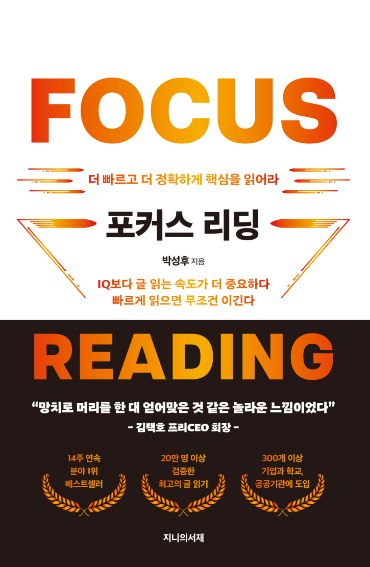 FOCUS
더 빠르고 더 정확하게 핵심을 읽어라
포커스 리딩
박성후 지음
IQ보다 글 읽는 속도가 더 중요하다
빠르게 읽으면 무조건 이긴다
READING
“망치로 머리를 한 대 얻어맞은 것 같은 놀라운 느낌이었다”
- 김택호 프리CEO 회장 -
14주 연속
분야 1위
베스트셀러
20만 명 이상
검증한
최고의 글 읽기
300개 이상
기업과 학교,
공공기관에 도입
지니의서재